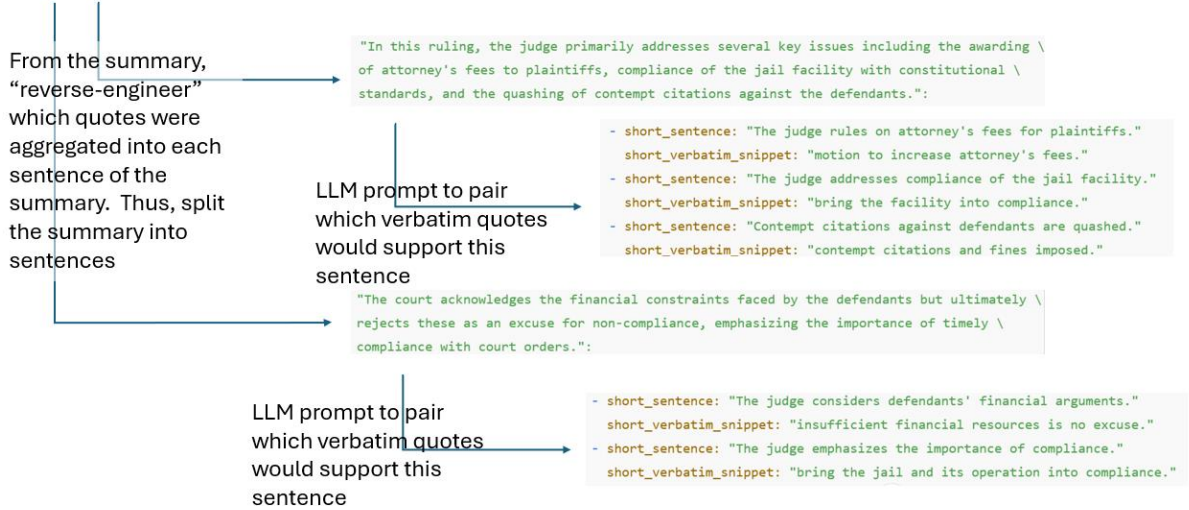 From the summary,
“reverse-engineer”
which quotes were
aggregated into each
sentence of the
summary. Thus, split
the summary into
sentences
"In this ruling, the judge primarily addresses several key issues including the awarding \
of attorney's fees to plaintiffs, compliance of the jail facility with constitutional \
standards, and the quashing of contempt citations against the defendants.":
LLM prompt to pair
which verbatim quotes
would support this
sentence
- short_sentence: "The judge rules on attorney's fees for plaintiffs."
short_verbatim_snippet: "motion to increase attorney's fees."
- short_sentence: "The judge addresses compliance of the jail facility."
short_verbatim_snippet: "bring the facility into compliance."
- short_sentence: "Contempt citations against defendants are quashed."
short_verbatim_snippet: "contempt citations and fines imposed."
"The court acknowledges the financial constraints faced by the defendants but ultimately \
rejects these as an excuse for non-compliance, emphasizing the importance of timely \
compliance with court orders.":
LLM prompt to pair
which verbatim quotes
would support this
sentence
- short_sentence: "The judge considers defendants' financial arguments."
short_verbatim_snippet: "insufficient financial resources is no excuse."
- short_sentence: "The judge emphasizes the importance of compliance."
short_verbatim_snippet: "bring the jail and its operation into compliance."